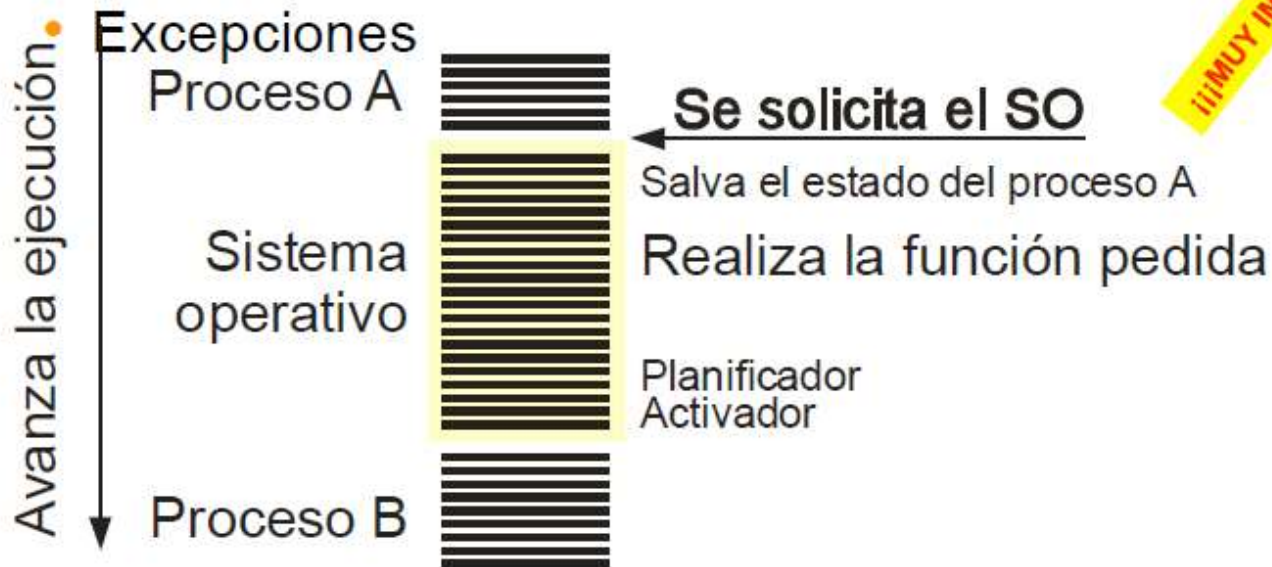 Avanza la ejecución.
Excepciones
Proceso A
Se solicita el SO
Salva el estado del proceso A
Sistema
operativo
Realiza la función pedida
Planificador
Activador
Proceso B
¡¡¡MUY